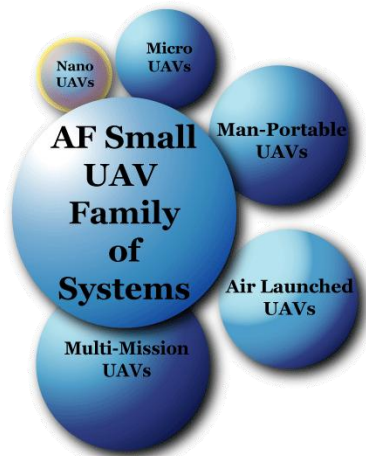 Nano
UAVs
Micro
UAVs
AF Small
UAV
Family
of
Systems
Man-Portable
UAVs
Air Launched
UAVs
Multi-Mission
UAVs